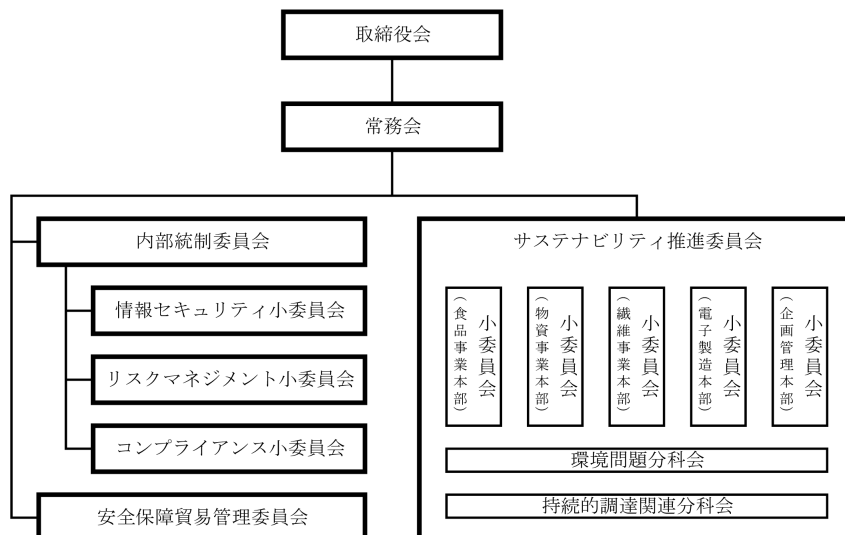 取締役会
常務会
内部統制委員会
情報セキュリティ小委員会
リスクマネジメント小委員会
コンプライアンス小委員会
安全保障貿易管理委員会
サステナビリティ推進委員会
小委員会
（食品事業本部）
小委員会
（物資事業本部）
小委員会
（繊維事業本部）
小委員会
（電子製造本部）
小委員会
（企画管理本部）
環境問題分科会
持続的調達関連分科会